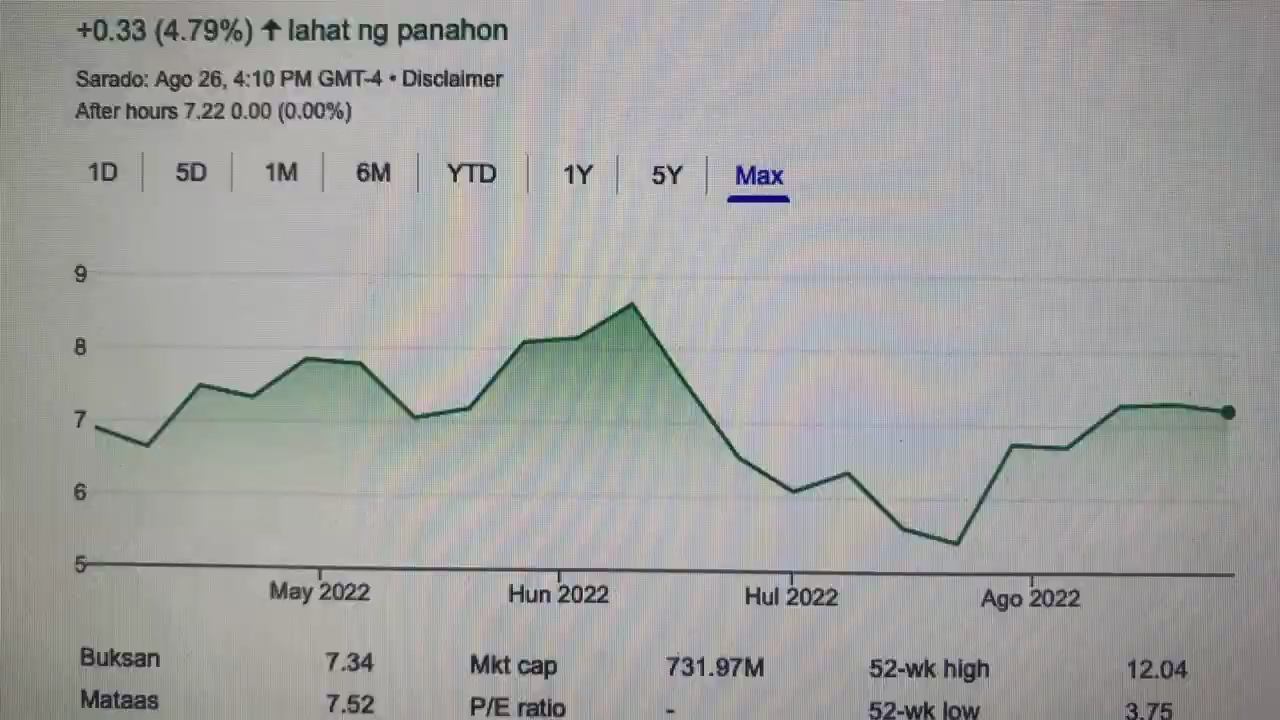 +0.33 (4.79%) ↑ lahat ng panahon
Sarado: Ago 26, 4:10 PM GMT-4 • Disclaimer
After hours 7.22 0.00 (0.00%)
1D 5D 1M 6M YTD 1Y 5Y Max
9
8
7
6
5
May 2022 Hun 2022 Hul 2022 Ago 2022
Buksan 7.34 Mkt cap 731.97M 52-wk high 12.04
Mataas 7.52 P/E ratio - 52-wk low 3.75